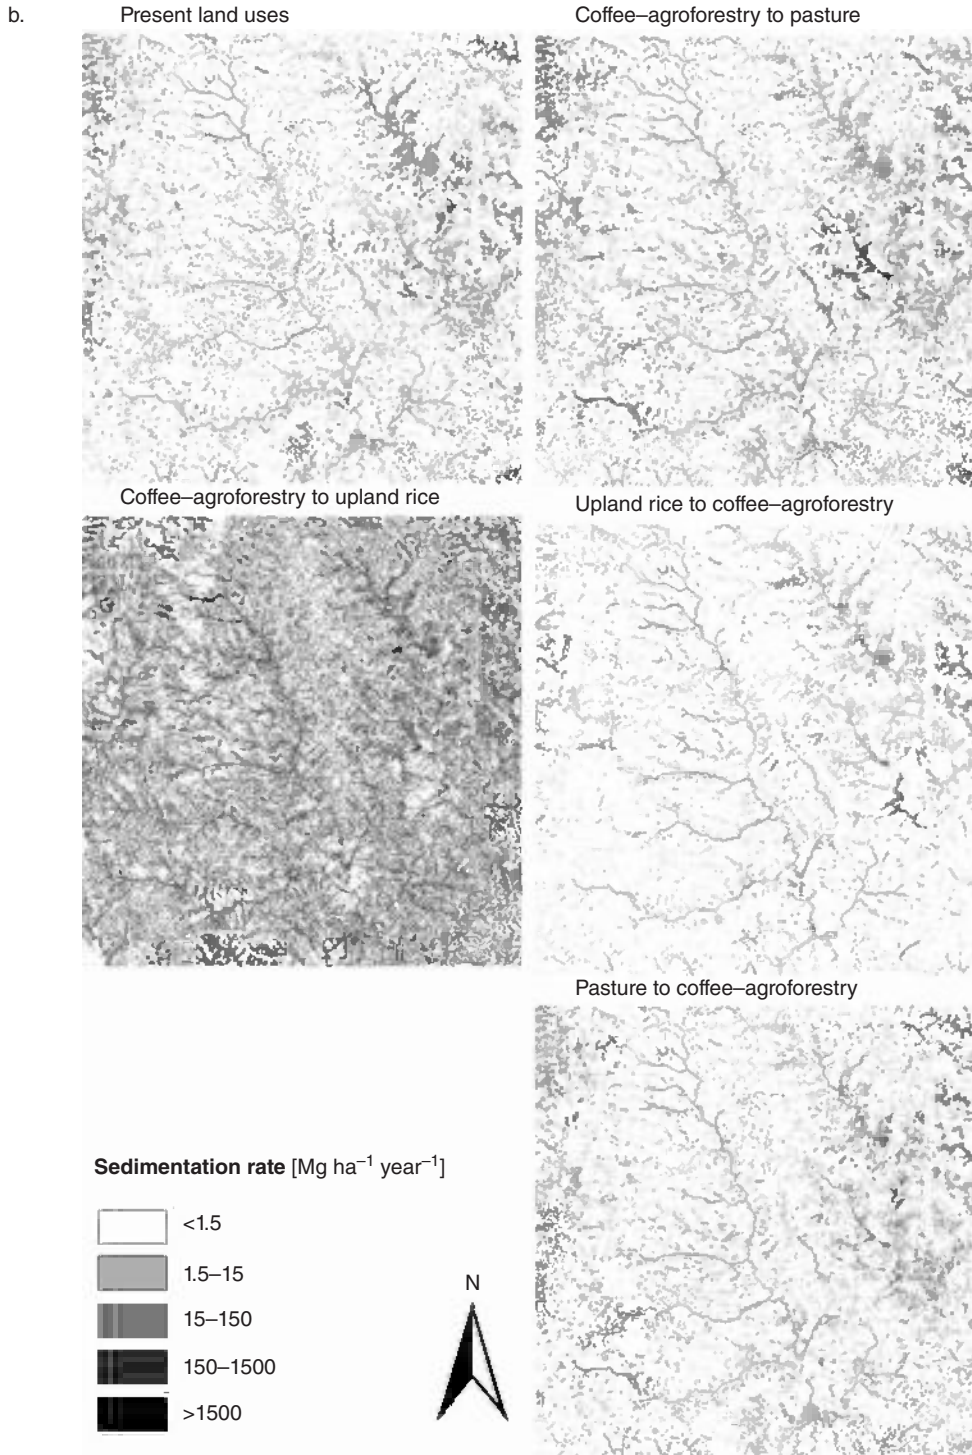 b.
Present land uses
Coffee–agroforestry to pasture
Coffee–agroforestry to upland rice
Upland rice to coffee–agroforestry
Pasture to coffee–agroforestry
Sedimentation rate [Mg ha⁻¹ year⁻¹]
<1.5
1.5–15
15–150
150–1500
>1500
N